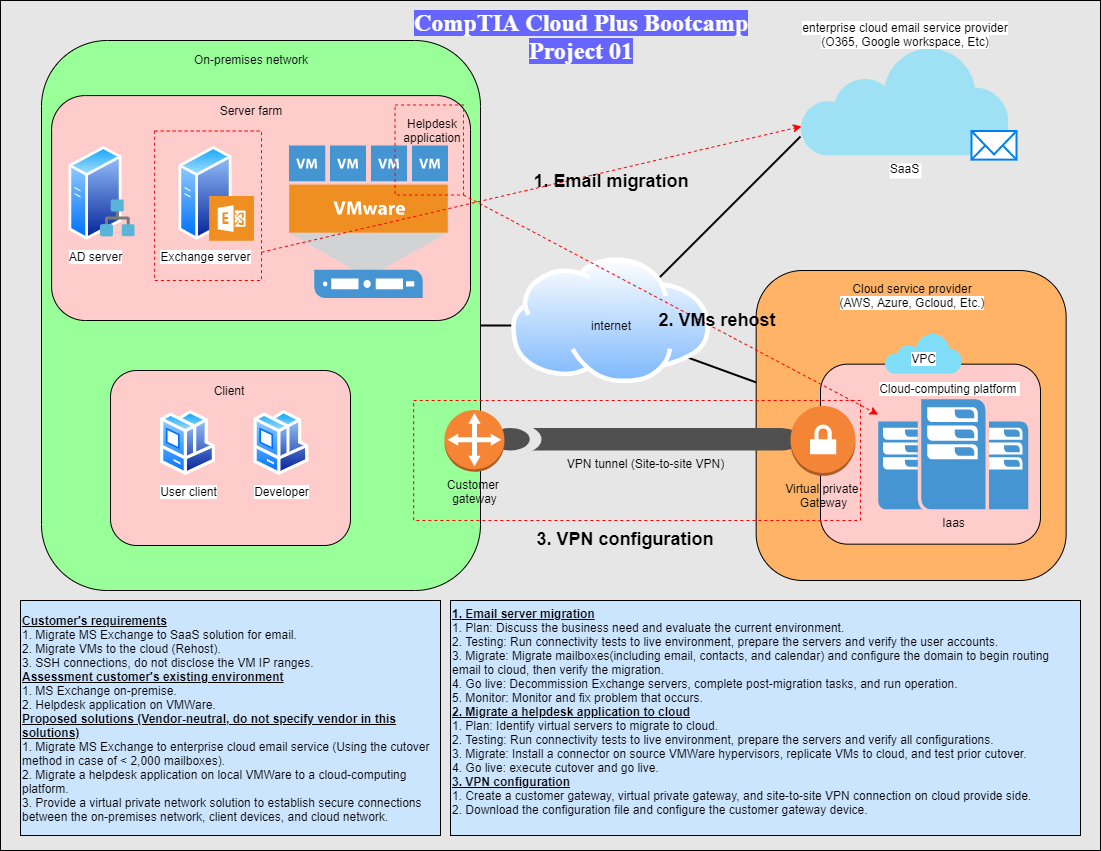 CompTIA Cloud Plus Bootcamp
Project 01
enterprise cloud email service provider
(O365, Google workspace, Etc)
SaaS
On-premises network
Server farm
Helpdesk
application
VM VM VM VM
VMware
AD server
Exchange server
1. Email migration
internet
2. VMs rehost
Cloud service provider
(AWS, Azure, Gcloud, Etc.)
VPC
Cloud-computing platform
Iaas
Client
User client
Developer
Customer
gateway
VPN tunnel (Site-to-site VPN)
Virtual private
Gateway
3. VPN configuration
Customer's requirements
1. Migrate MS Exchange to SaaS solution for email.
2. Migrate VMs to the cloud (Rehost).
3. SSH connections, do not disclose the VM IP ranges.
Assessment customer's existing environment
1. MS Exchange on-premise.
2. Helpdesk application on VMWare.
Proposed solutions (Vendor-neutral, do not specify vendor in this
solutions)
1. Migrate MS Exchange to enterprise cloud email service (Using the cutover
method in case of < 2,000 mailboxes).
2. Migrate a helpdesk application on local VMWare to a cloud-computing
platform.
3. Provide a virtual private network solution to establish secure connections
between the on-premises network, client devices, and cloud network.
1. Email server migration
1. Plan: Discuss the business need and evaluate the current environment.
2. Testing: Run connectivity tests to live environment, prepare the servers and verify the user accounts.
3. Migrate: Migrate mailboxes(including email, contacts, and calendar) and configure the domain to begin routing
email to cloud, then verify the migration.
4. Go live: Decommission Exchange servers, complete post-migration tasks, and run operation.
5. Monitor: Monitor and fix problem that occurs.
2. Migrate a helpdesk application to cloud
1. Plan: Identify virtual servers to migrate to cloud.
2. Testing: Run connectivity tests to live environment, prepare the servers and verify all configurations.
3. Migrate: Install a connector on source VMWare hypervisors, replicate VMs to cloud, and test prior cutover.
4. Go live: execute cutover and go live.
3. VPN configuration
1. Create a customer gateway, virtual private gateway, and site-to-site VPN connection on cloud provide side.
2. Download the configuration file and configure the customer gateway device.